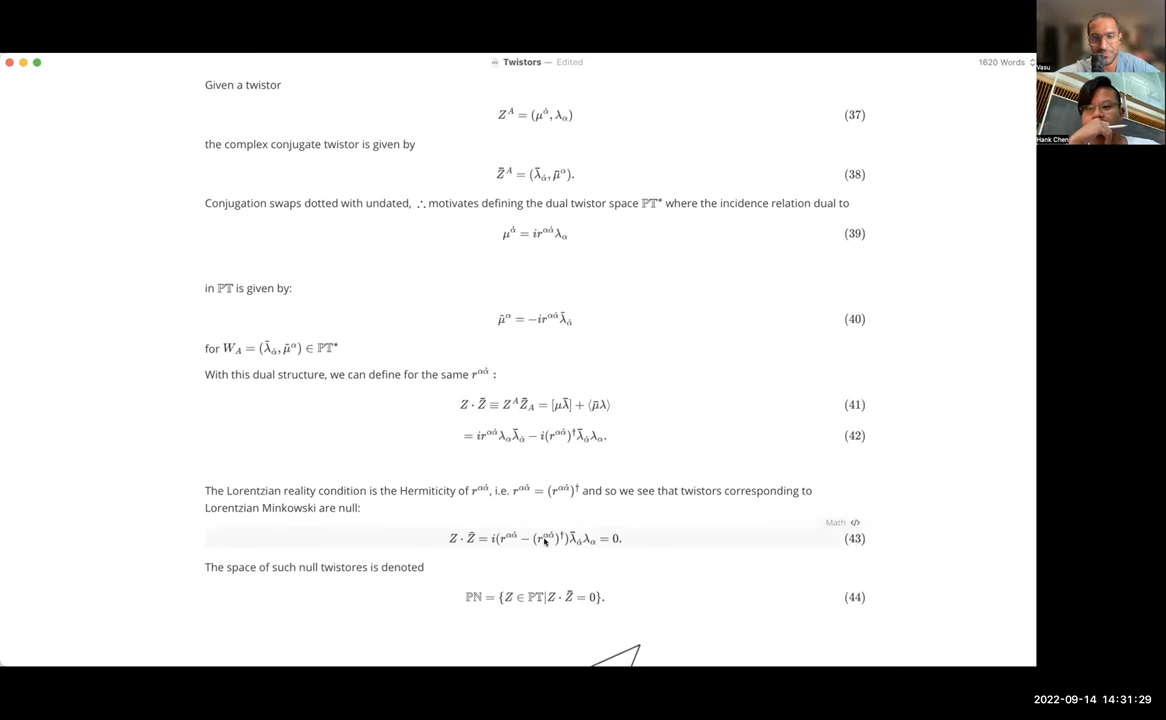 Twistors — Edited
1620 Words
Vasu
Hank Chen
Given a twistor
Z^A = (μ^α̇, λ_α) (37)
the complex conjugate twistor is given by
Z̄^A = (λ̄_α̇, μ̄^α). (38)
Conjugation swaps dotted with undated, ∴ motivates defining the dual twistor space ℙ𝕋* where the incidence relation dual to
μ^α̇ = ir^αα̇ λ_α (39)
in ℙ𝕋 is given by:
μ̃^α = −ir^αα̇ λ̃_α̇ (40)
for W_A = (λ̃_α̇, μ̃^α) ∈ ℙ𝕋*
With this dual structure, we can define for the same r^αα̇ :
Z · Z̄ ≡ Z^A Z̄_A = [μλ̄] + ⟨μ̄λ⟩ (41)
= ir^αα̇ λ_α λ̄_α̇ − i(r^αα̇)^† λ̄_α̇ λ_α. (42)
The Lorentzian reality condition is the Hermiticity of r^αα̇, i.e. r^αα̇ = (r^αα̇)^† and so we see that twistors corresponding to
Lorentzian Minkowski are null:
Math </>
Z · Z̄ = i(r^αα̇ − (r^αα̇)^†)λ̄_α̇ λ_α = 0. (43)
The space of such null twistores is denoted
ℙℕ = {Z ∈ ℙ𝕋|Z · Z̄ = 0}. (44)
2022-09-14 14:31:29